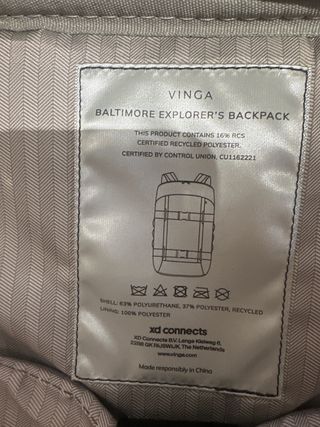 VINGA
BALTIMORE EXPLORER'S BACKPACK
THIS PRODUCT CONTAINS 16% RCS
CERTIFIED RECYCLED POLYESTER.
CERTIFIED BY CONTROL UNION, CU1162221
SHELL: 63% POLYURETHANE, 37% POLYESTER, RECYCLED
LINING: 100% POLYESTER
xd connects
XD Connects B.V. Lange Kleiweg 6,
2288 GK RIJSWIJK, The Netherlands
www.vinga.com
Made responsibly in China